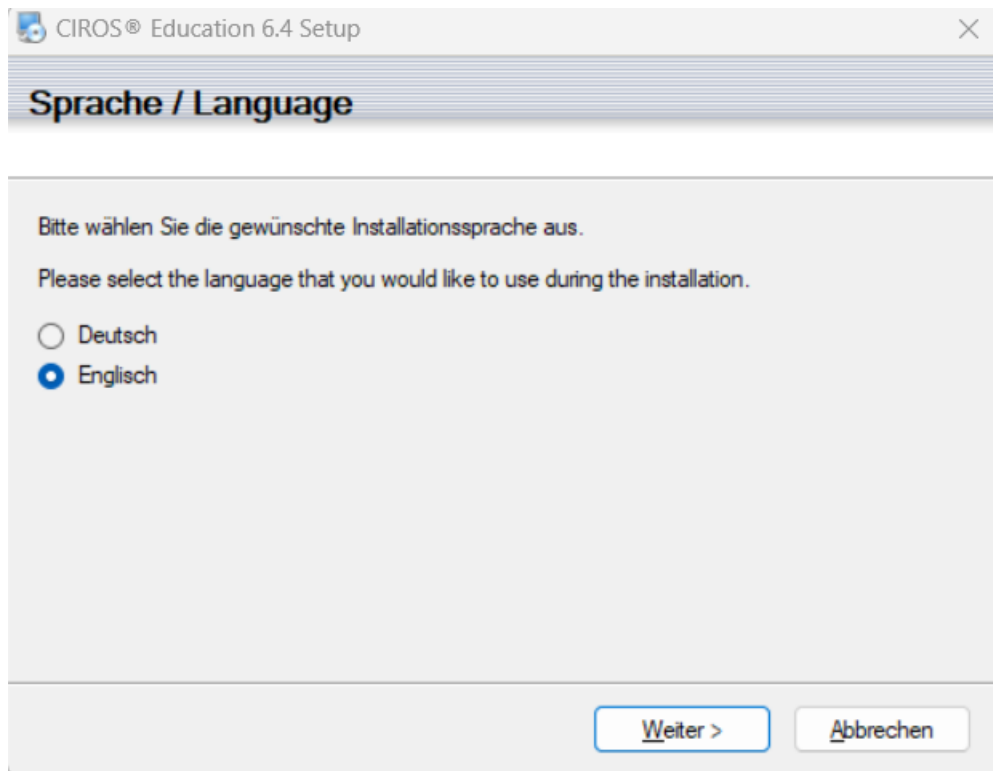 CIROS® Education 6.4 Setup
Sprache / Language
Bitte wählen Sie die gewünschte Installationssprache aus.
Please select the language that you would like to use during the installation.
Deutsch
Englisch
Weiter >
Abbrechen